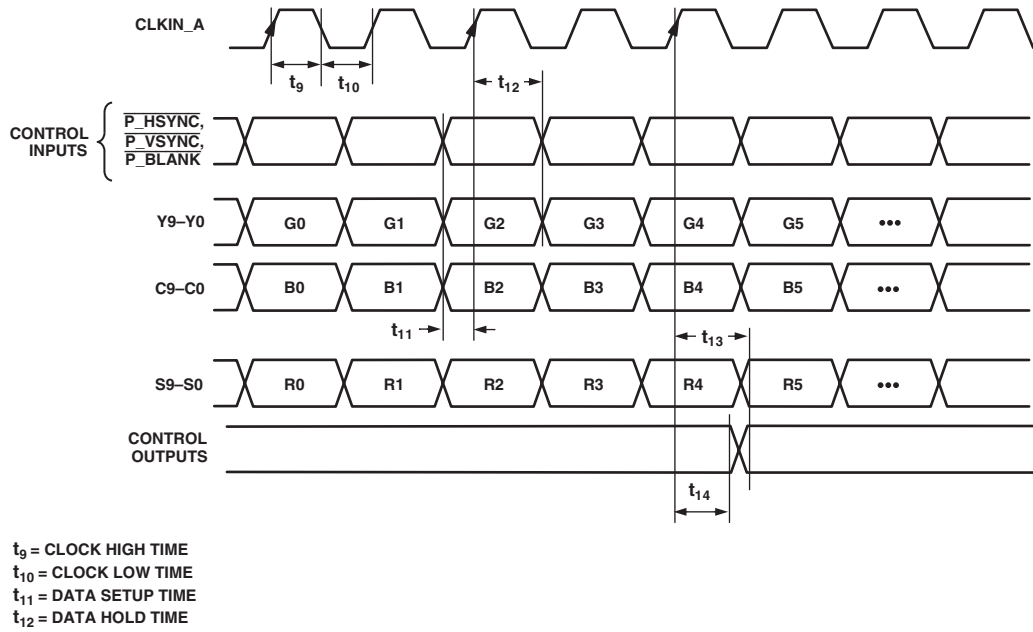 CLKIN_A
t9
t10
t12
CONTROL
INPUTS
P_HSYNC,
P_VSYNC,
P_BLANK
Y9–Y0
G0 G1 G2 G3 G4 G5 •••
C9–C0
B0 B1 B2 B3 B4 B5 •••
t11
t13
S9–S0
R0 R1 R2 R3 R4 R5 •••
CONTROL
OUTPUTS
t14
t9 = CLOCK HIGH TIME
t10 = CLOCK LOW TIME
t11 = DATA SETUP TIME
t12 = DATA HOLD TIME